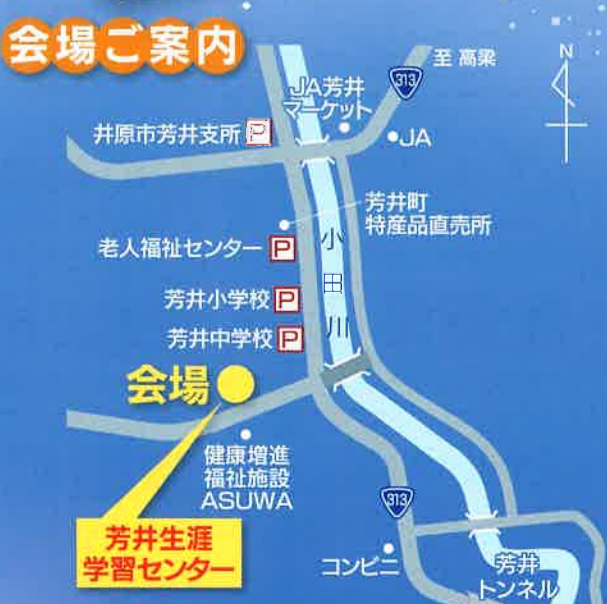 会場ご案内
N
至 高梁
313
JA芳井
マーケット
JA
井原市芳井支所 P
芳井町
特産品直売所
老人福祉センター P
小田川
芳井小学校 P
芳井中学校 P
会場
健康増進
福祉施設
ASUWA
313
芳井生涯
学習センター
コンビニ
芳井
トンネル